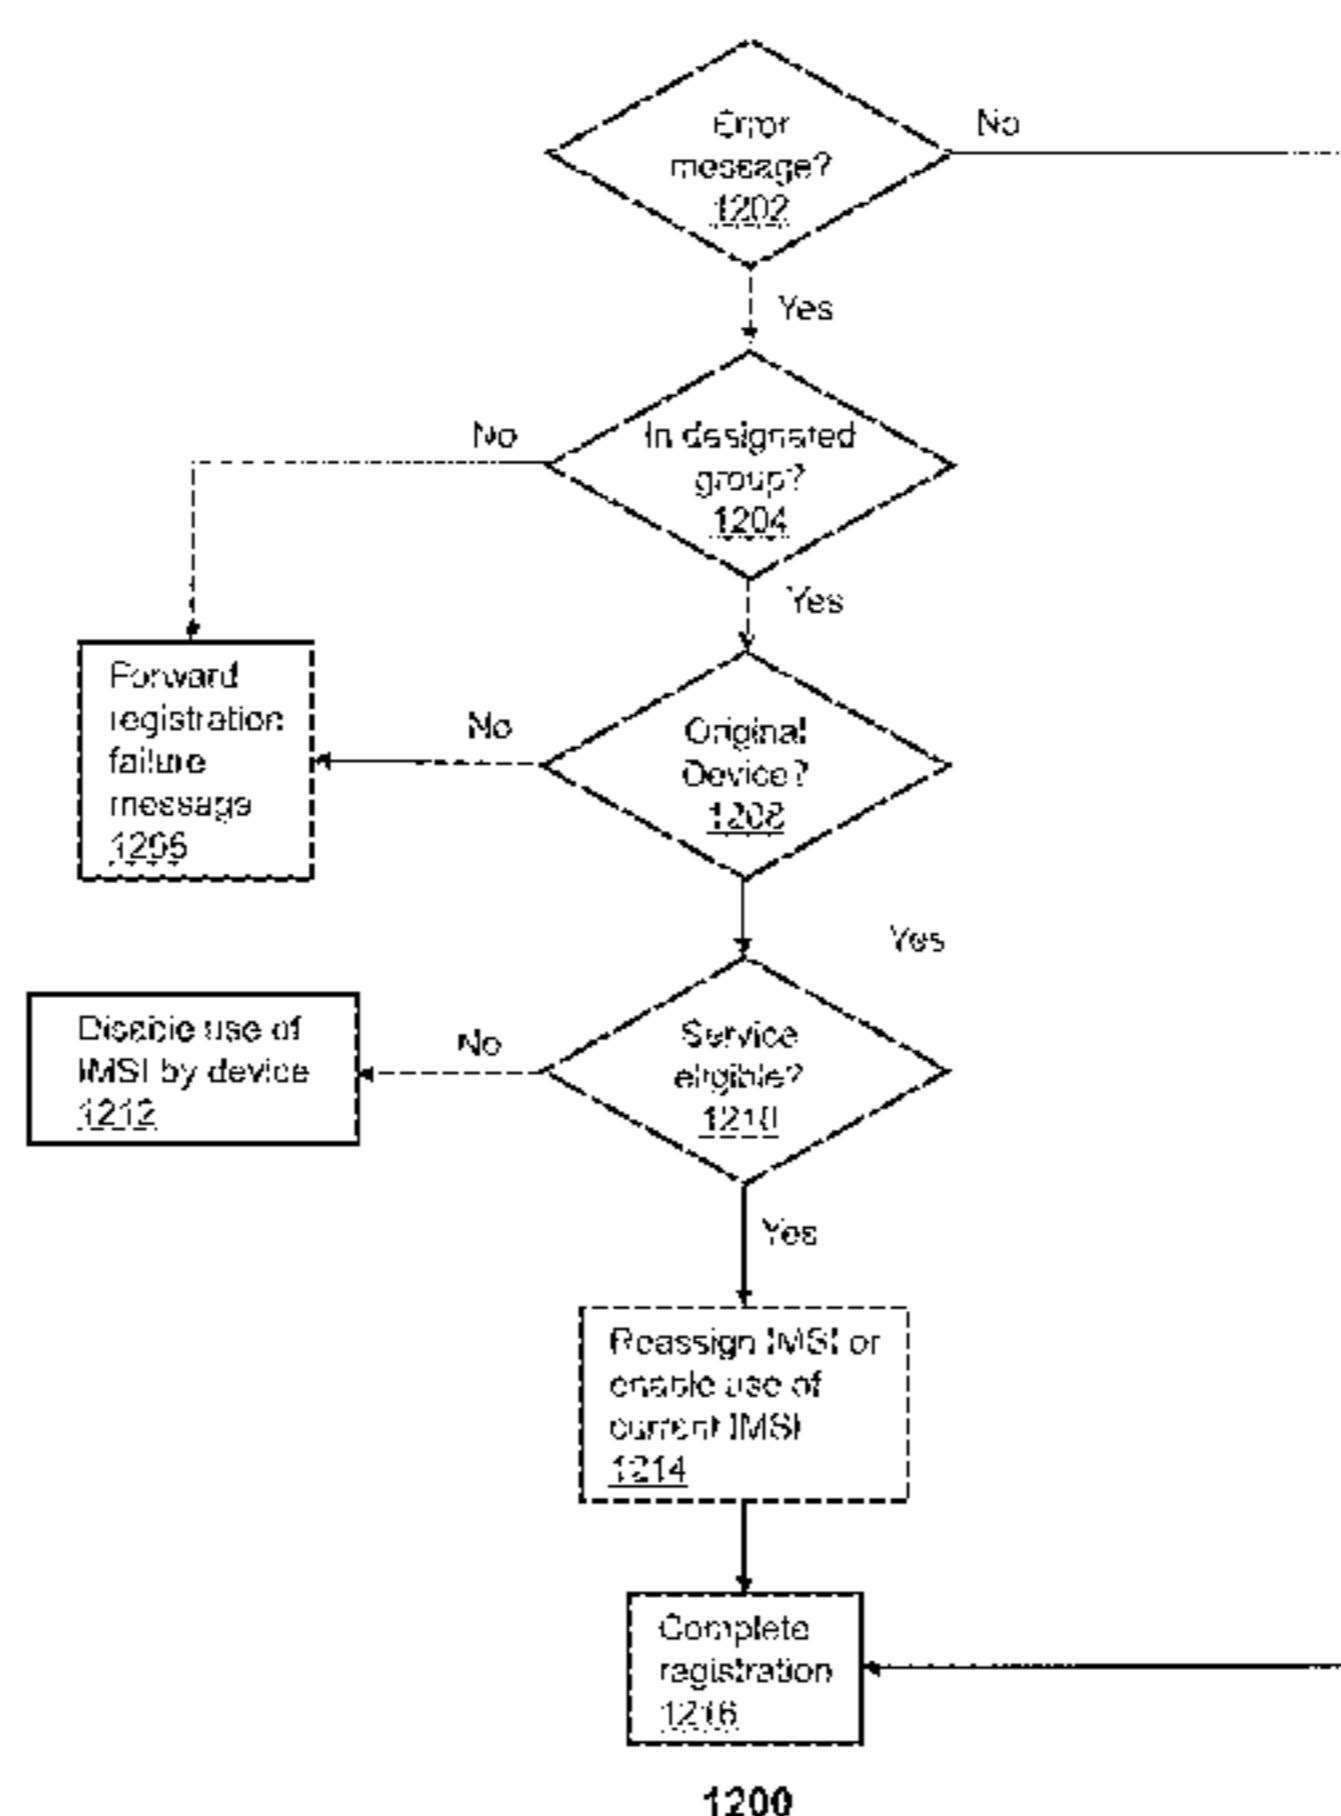 Error
message?
1202
No
Yes
In designated
group?
1204
No
Yes
Forward
registration
failure
message
1206
Original
Device?
1208
No
Yes
Service
eligible?
1210
No
Disable use of
IMSI by device
1212
Yes
Reassign IMSI or
enable use of
current IMSI
1214
Complete
registration
1216
1200